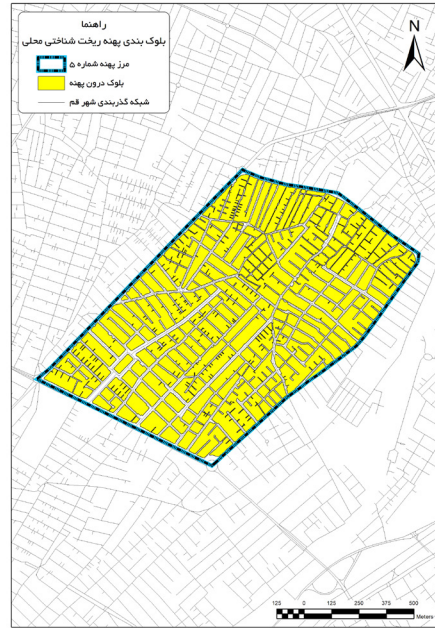 راهنما
بلوک بندی پهنه ریخت شناختی محلی
مرز پهنه شماره ۵
بلوک درون پهنه
شبکه گذربندی شهر قم
N
125 0 125 250 375 500
Meters